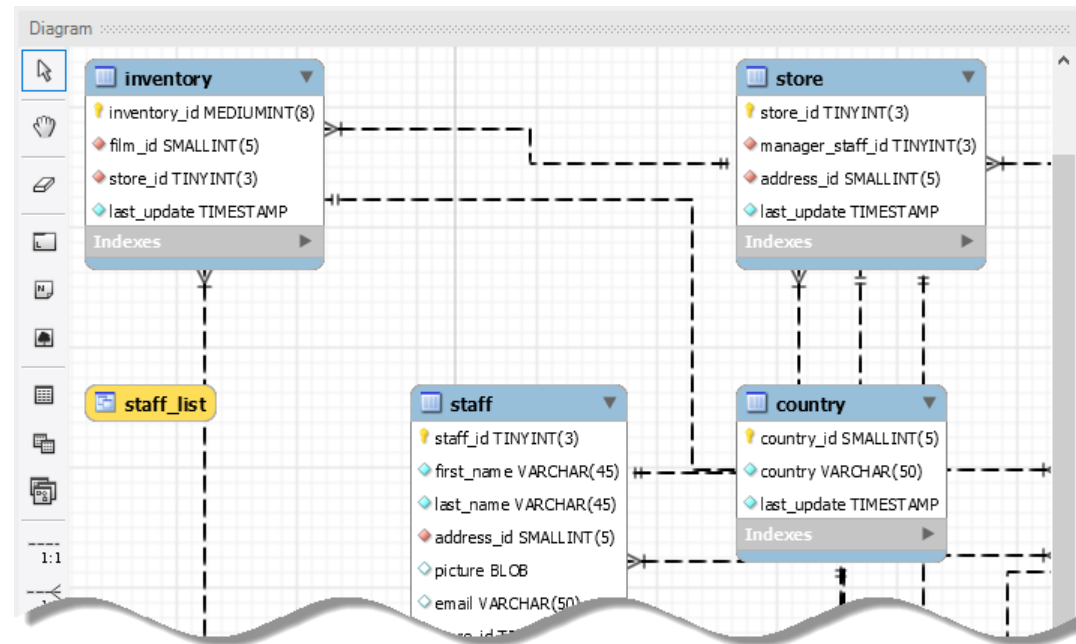 Diagram
inventory
inventory_id MEDIUMINT(8)
film_id SMALLINT(5)
store_id TINYINT(3)
last_update TIMESTAMP
Indexes
store
store_id TINYINT(3)
manager_staff_id TINYINT(3)
address_id SMALLINT(5)
last_update TIMESTAMP
Indexes
staff_list
staff
staff_id TINYINT(3)
first_name VARCHAR(45)
last_name VARCHAR(45)
address_id SMALLINT(5)
picture BLOB
email VARCHAR(50)
country
country_id SMALLINT(5)
country VARCHAR(50)
last_update TIMESTAMP
Indexes
1:1